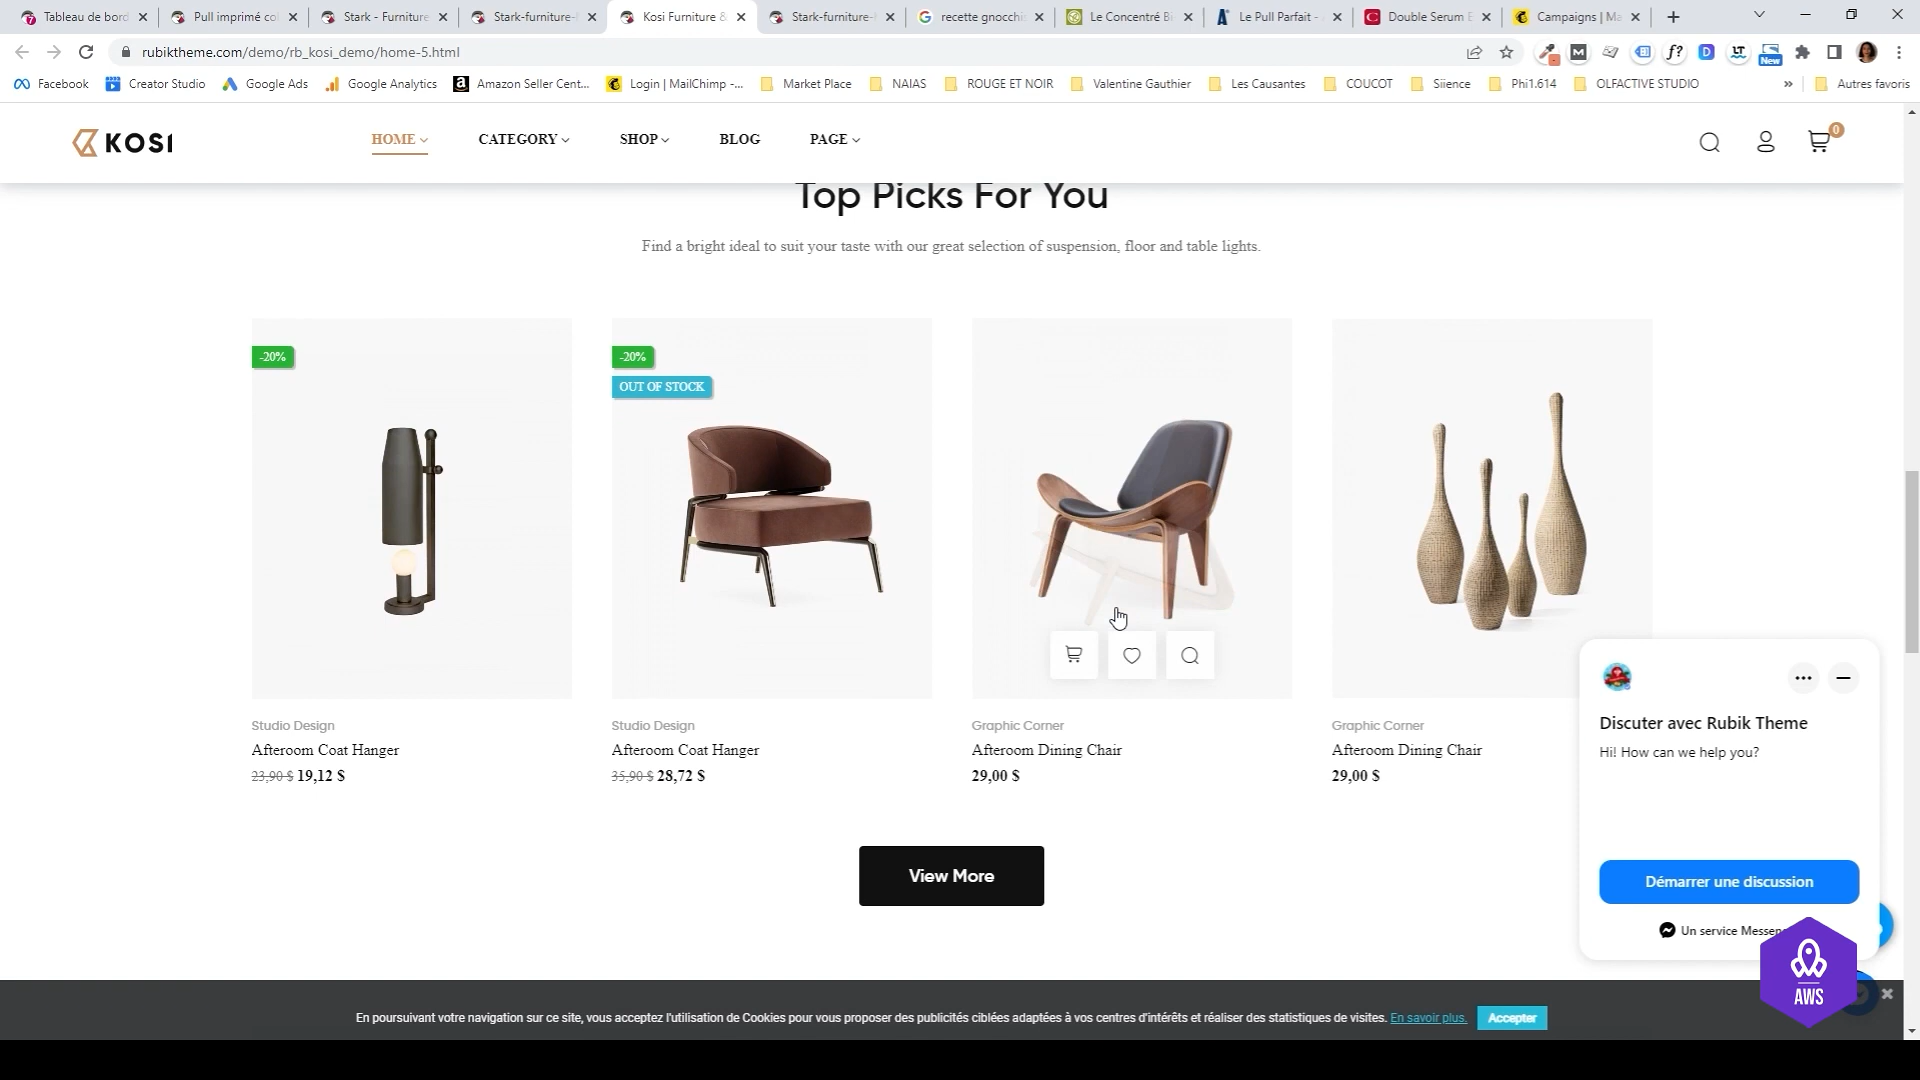 Tableau de bord
Pull imprimé co
Stark - Furniture
Stark-furniture-
Kosi Furniture &
Stark-furniture-
recette gnocchi
Le Concentré Bi
Le Pull Parfait -
Double Serum E
Campaigns | Ma
rubiktheme.com/demo/rb_kosi_demo/home-5.html
New
Facebook
Creator Studio
Google Ads
Google Analytics
Amazon Seller Cent...
Login | MailChimp -...
Market Place
NAIAS
ROUGE ET NOIR
Valentine Gauthier
Les Causantes
COUCOT
Siience
Phi1.614
OLFACTIVE STUDIO
»
Autres favoris
KOSI
HOME
CATEGORY
SHOP
BLOG
PAGE
0
Top Picks For You
Find a bright ideal to suit your taste with our great selection of suspension, floor and table lights.
-20%
-20%
OUT OF STOCK
Studio Design
Afteroom Coat Hanger
23,90 $ 19,12 $
Studio Design
Afteroom Coat Hanger
35,90 $ 28,72 $
Graphic Corner
Afteroom Dining Chair
29,00 $
Graphic Corner
Afteroom Dining Chair
29,00 $
View More
Discuter avec Rubik Theme
Hi! How can we help you?
Démarrer une discussion
Un service Messen
AWS
En poursuivant votre navigation sur ce site, vous acceptez l'utilisation de Cookies pour vous proposer des publicités ciblées adaptées à vos centres d'intérêts et réaliser des statistiques de visites. En savoir plus.
Accepter